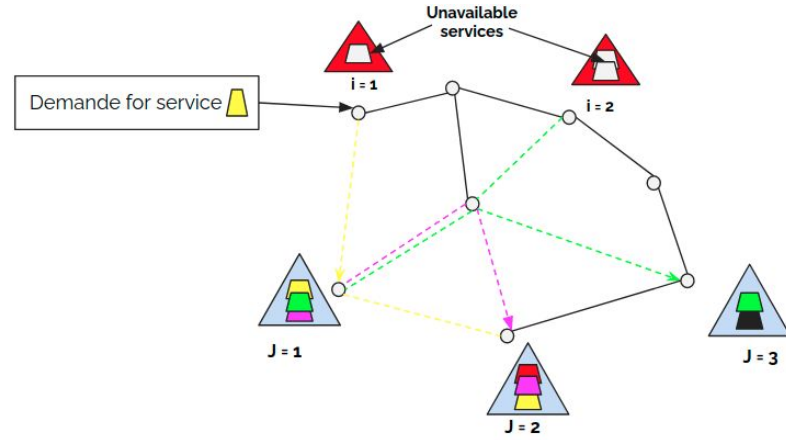 Unavailable
services
i = 1
i = 2
Demande for service
J = 1
J = 2
J = 3